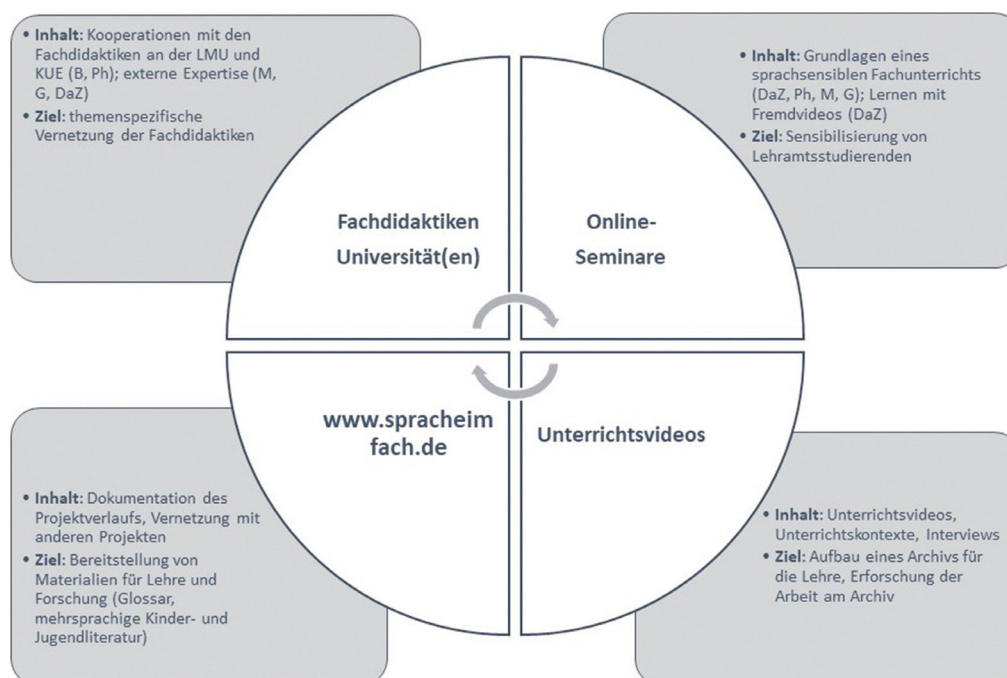 • Inhalt: Kooperationen mit den
Fachdidaktiken an der LMU und
KUE (B, Ph); externe Expertise (M,
G, DaZ)
• Ziel: themenspezifische
Vernetzung der Fachdidaktiken
• Inhalt: Grundlagen eines
sprachsensiblen Fachunterrichts
(DaZ, Ph, M, G); Lernen mit
Fremdvideos (DaZ)
• Ziel: Sensibilisierung von
Lehramtsstudierenden
Fachdidaktiken
Universität(en)
Online-
Seminare
www.spracheim
fach.de
Unterrichtsvideos
• Inhalt: Dokumentation des
Projektverlaufs, Vernetzung mit
anderen Projekten
• Ziel: Bereitstellung von
Materialien für Lehre und
Forschung (Glossar,
mehrsprachige Kinder- und
Jugendliteratur)
• Inhalt: Unterrichtsvideos,
Unterrichtskontexte, Interviews
• Ziel: Aufbau eines Archivs für
die Lehre, Erforschung der
Arbeit am Archiv